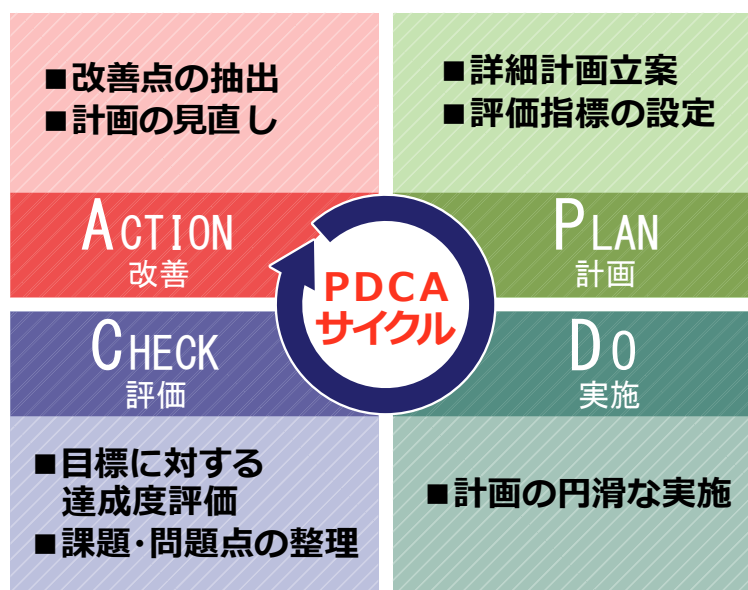 ■改善点の抽出
■計画の見直し
ACTION
改善
■詳細計画立案
■評価指標の設定
PLAN
計画
PDCA
サイクル
CHECK
評価
■目標に対する
達成度評価
■課題・問題点の整理
DO
実施
■計画の円滑な実施